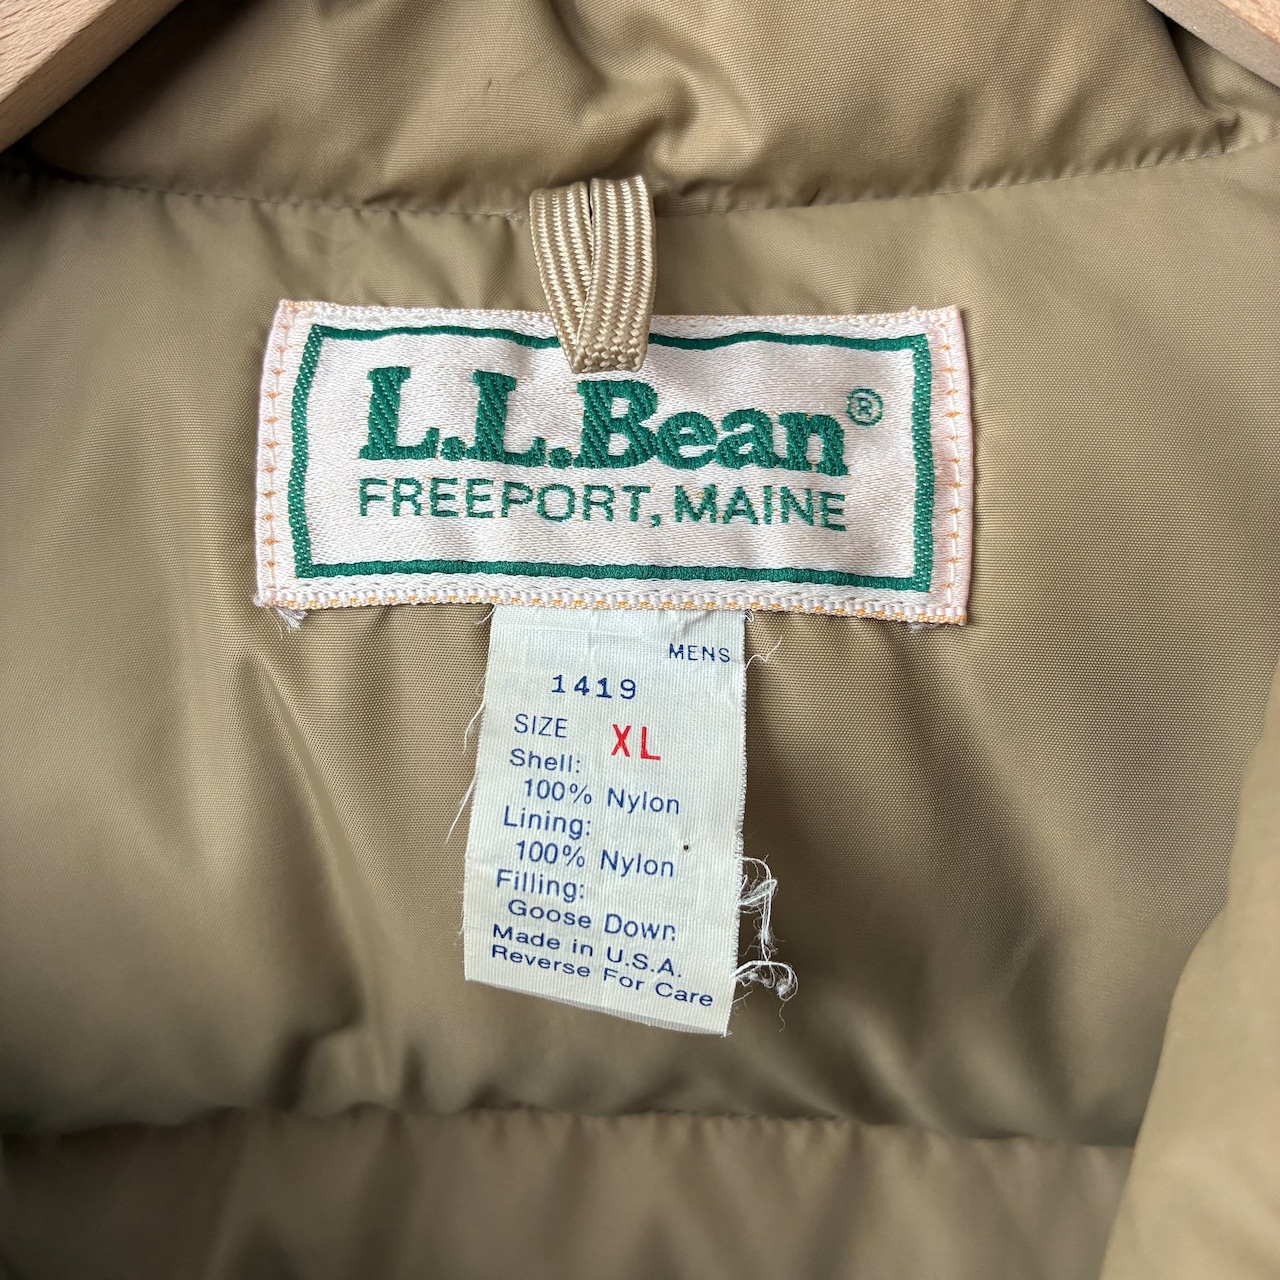 L.L.Bean®
FREEPORT, MAINE
MENS
1419
SIZE XL
Shell:
100% Nylon
Lining:
100% Nylon
Filling:
Goose Down
Made in U.S.A.
Reverse For Care